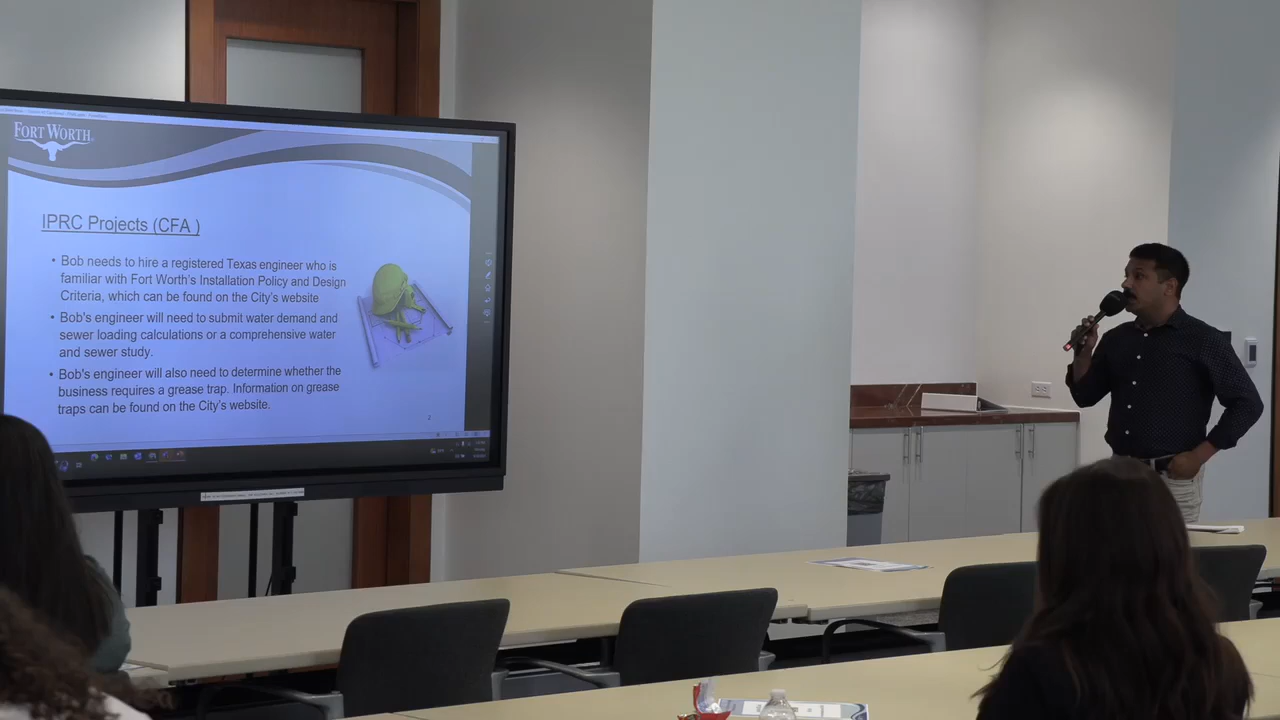 FORT WORTH
IPRC Projects (CFA )
• Bob needs to hire a registered Texas engineer who is
familiar with Fort Worth's Installation Policy and Design
Criteria, which can be found on the City's website
• Bob's engineer will need to submit water demand and
sewer loading calculations or a comprehensive water
and sewer study.
• Bob's engineer will also need to determine whether the
business requires a grease trap. Information on grease
traps can be found on the City's website.
2